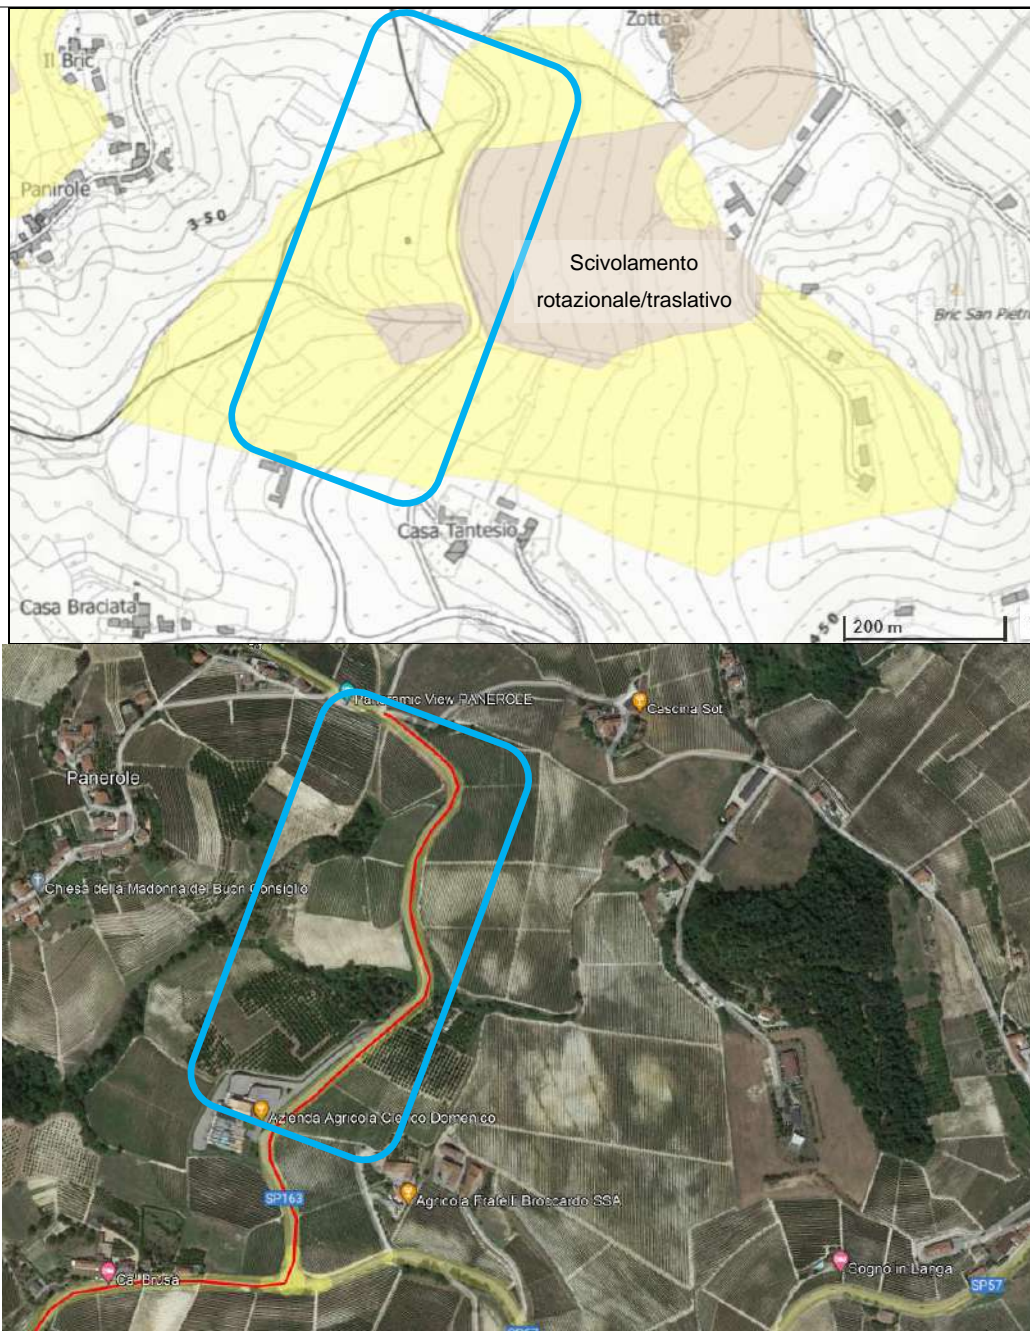 Zotto
Il Bric
Panirole
350
Scivolamento
rotazionale/traslativo
Bric San Pietr
Casa Tantesio
Casa Braciata
450
200 m
Panoramic View PANEROLE
Cascina Sot
Panerole
Chiesa della Madonna del Buon Consiglio
Azienda Agricola Clerico Domenico
SP163
Agricola Fratelli Broccardo SSA
Ca' Brusa
Sogno in Langa
SP57